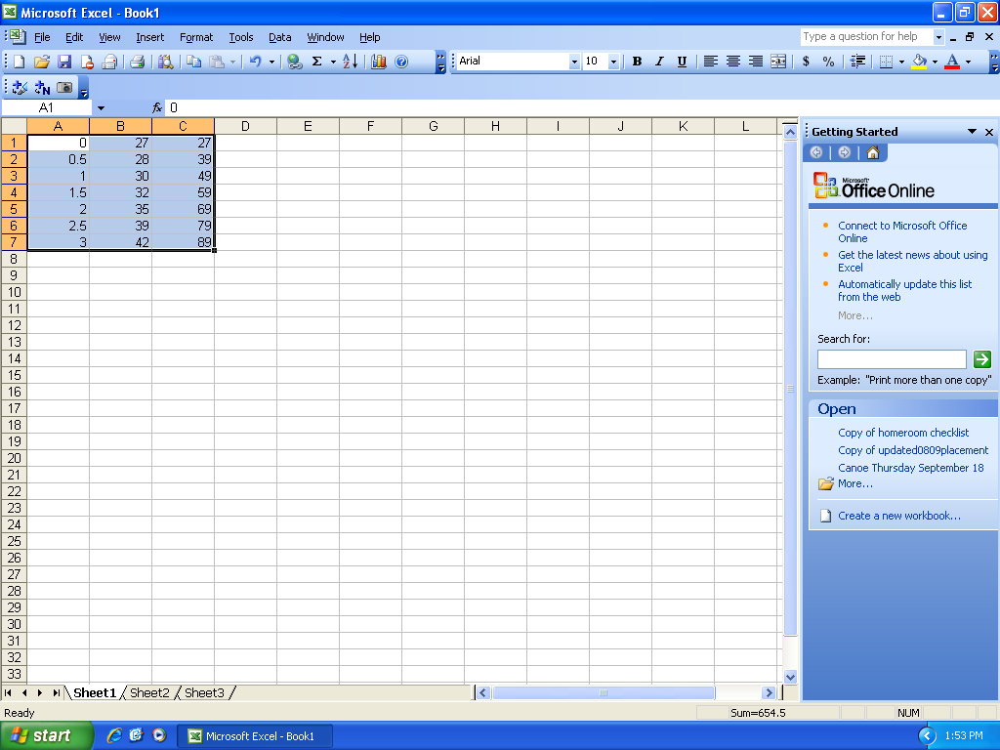 Microsoft Excel - Book1
File Edit View Insert Format Tools Data Window Help Type a question for help
Arial 10 B I U $ %
A1 fx 0
A B C D E F G H I J K L
1 0 27 27
2 0.5 28 39
3 1 30 49
4 1.5 32 59
5 2 35 69
6 2.5 39 79
7 3 42 89
8
9
10
11
12
13
14
15
16
17
18
19
20
21
22
23
24
25
26
27
28
29
30
31
32
33
Getting Started
Microsoft
Office Online
Connect to Microsoft Office
Online
Get the latest news about using
Excel
Automatically update this list
from the web
More...
Search for:
Example: "Print more than one copy"
Open
Copy of homeroom checklist
Copy of updated0809placement
Canoe Thursday September 18
More...
Create a new workbook...
Sheet1 Sheet2 Sheet3
Ready Sum=654.5 NUM
start Microsoft Excel - Book1 1:53 PM